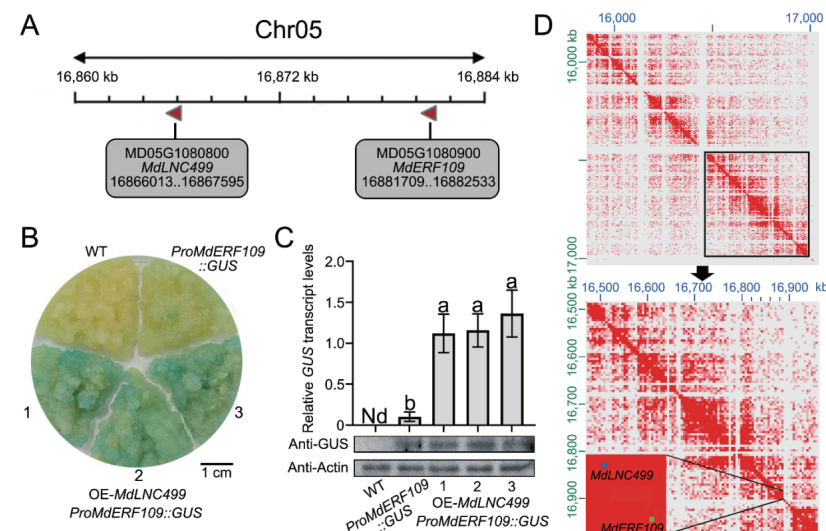 A
Chr05
16,860 kb
16,872 kb
16,884 kb
MD05G1080800
MdLNC499
16866013..16867595
MD05G1080900
MdERF109
16881709..16882533
B
WT
ProMdERF109
::GUS
1
2
3
1 cm
OE-MdLNC499
ProMdERF109::GUS
C
Relative GUS transcript levels
2.0
1.5
1.0
0.5
0
Nd
b
a
a
a
Anti-GUS
Anti-Actin
WT
ProMdERF109
::GUS
1
2
3
OE-MdLNC499
ProMdERF109::GUS
D
16,000
17,000
16,000 kb
17,000
16,500
16,600
16,700
16,800
16,900
kb
16,500 kb
16,600
16,700
16,800
16,900
MdLNC499
MdERF109